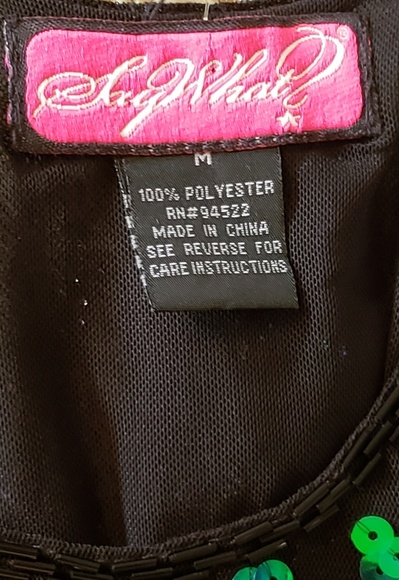 Say What?®
M
100% POLYESTER
RN#94522
MADE IN CHINA
SEE REVERSE FOR
CARE INSTRUCTIONS